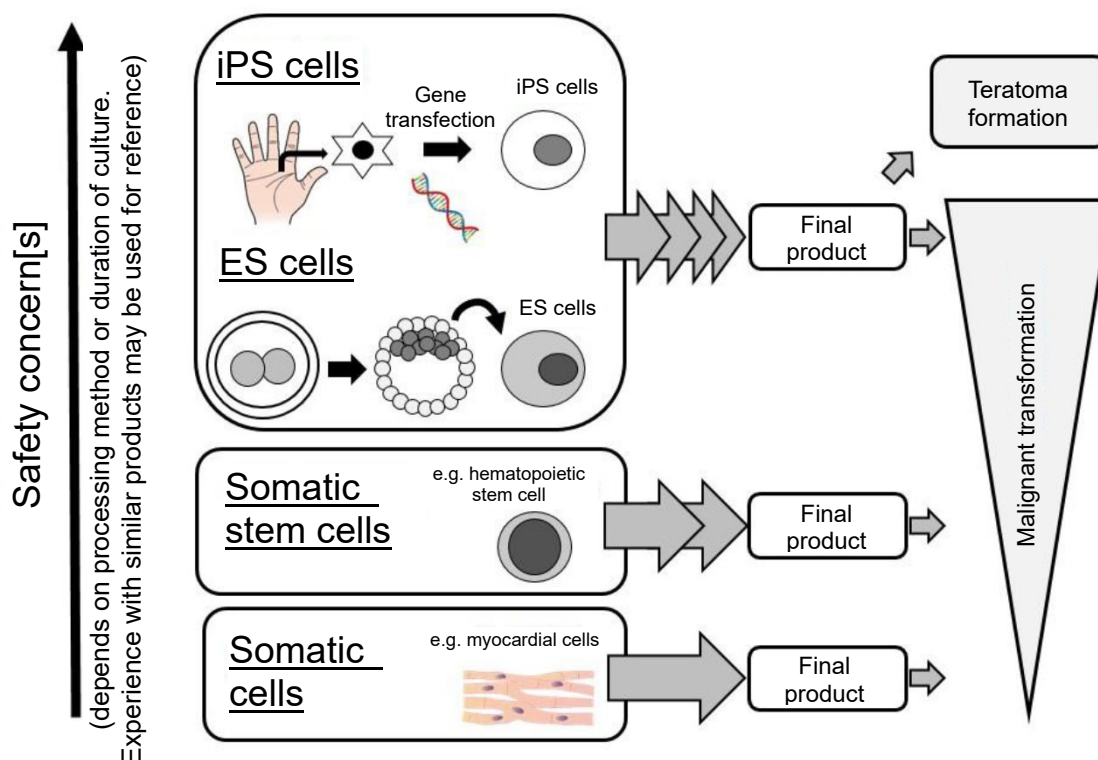 Safety concern[s]
(depends on processing method or duration of culture.
Experience with similar products may be used for reference)
iPS cells
Gene
transfection
iPS cells
ES cells
ES cells
Final
product
Teratoma
formation
Malignant transformation
Somatic
stem cells
e.g. hematopoietic
stem cell
Final
product
Somatic
cells
e.g. myocardial cells
Final
product